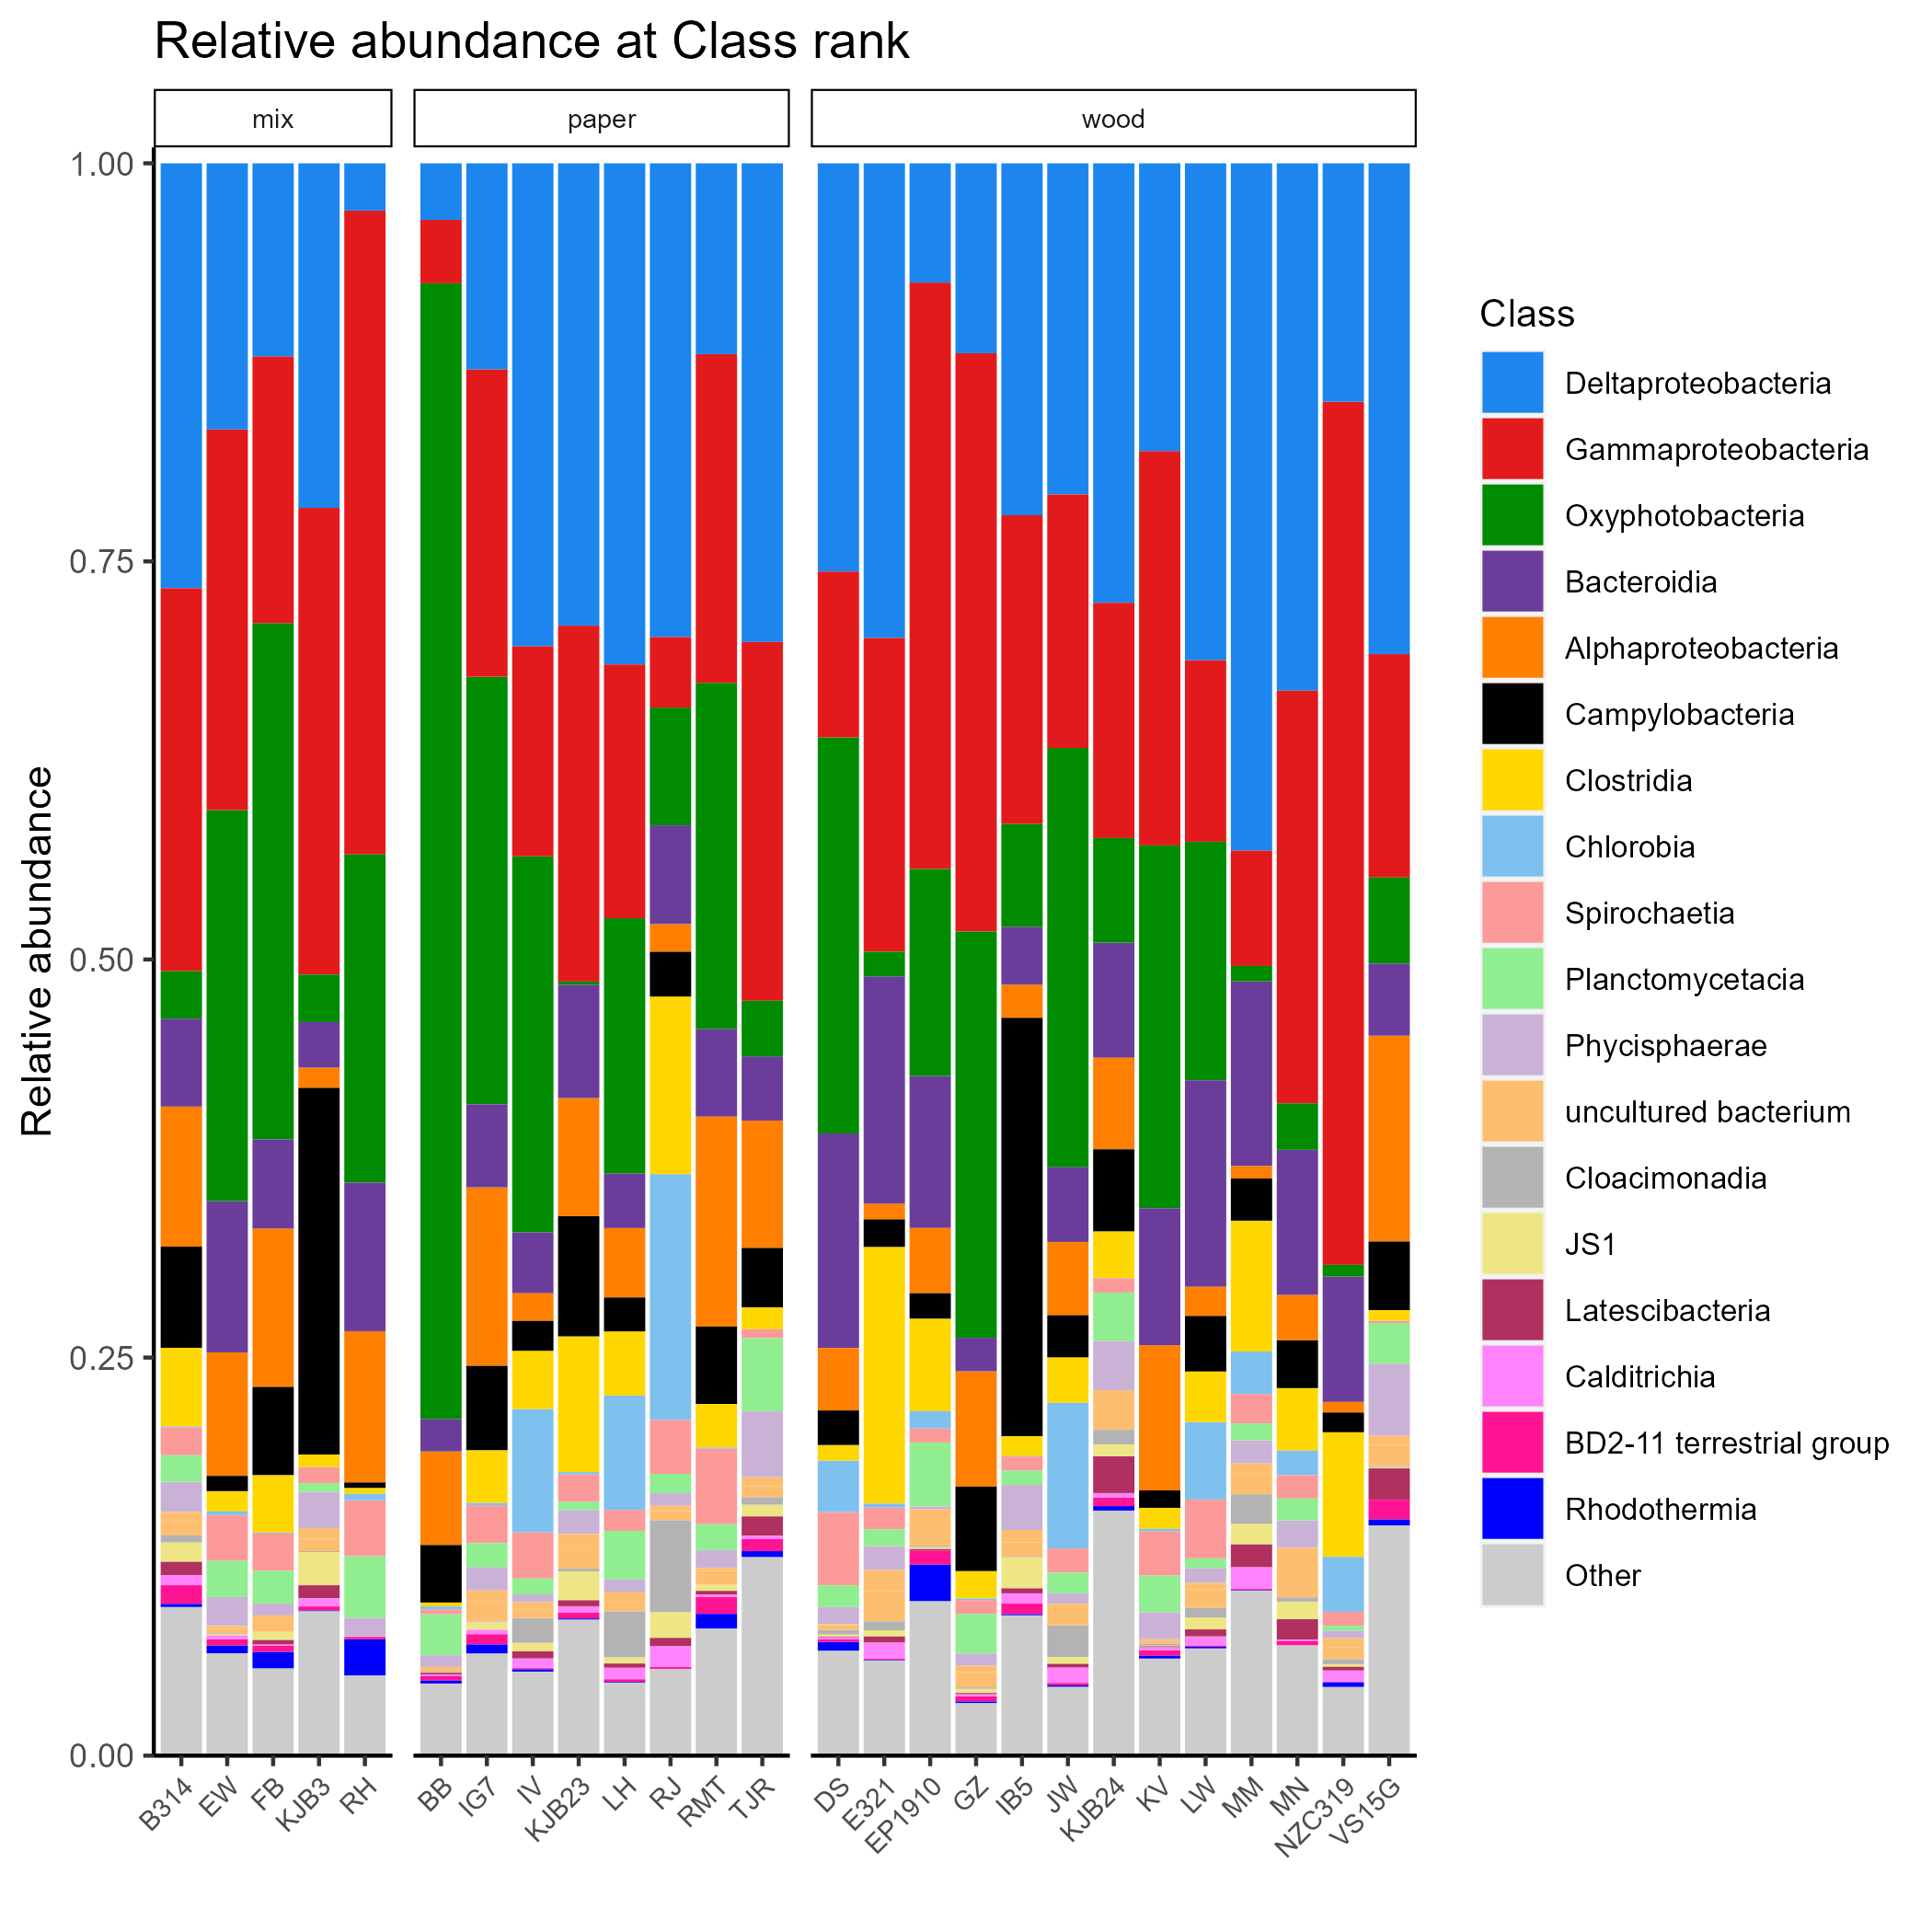 Relative abundance at Class rank
mix
paper
wood
1.00
0.75
0.50
0.25
0.00
Relative abundance
B314
EW
FB
KJB3
RH
BB
IG7
IV
KJB23
LH
RJ
RMT
TJR
DS
E321
EP1910
GZ
IB5
JW
KJB24
KV
LW
MM
MN
NZC319
VS15G
Class
Deltaproteobacteria
Gammaproteobacteria
Oxyphotobacteria
Bacteroidia
Alphaproteobacteria
Campylobacteria
Clostridia
Chlorobia
Spirochaetia
Planctomycetacia
Phycisphaerae
uncultured bacterium
Cloacimonadia
JS1
Latescibacteria
Calditrichia
BD2-11 terrestrial group
Rhodothermia
Other